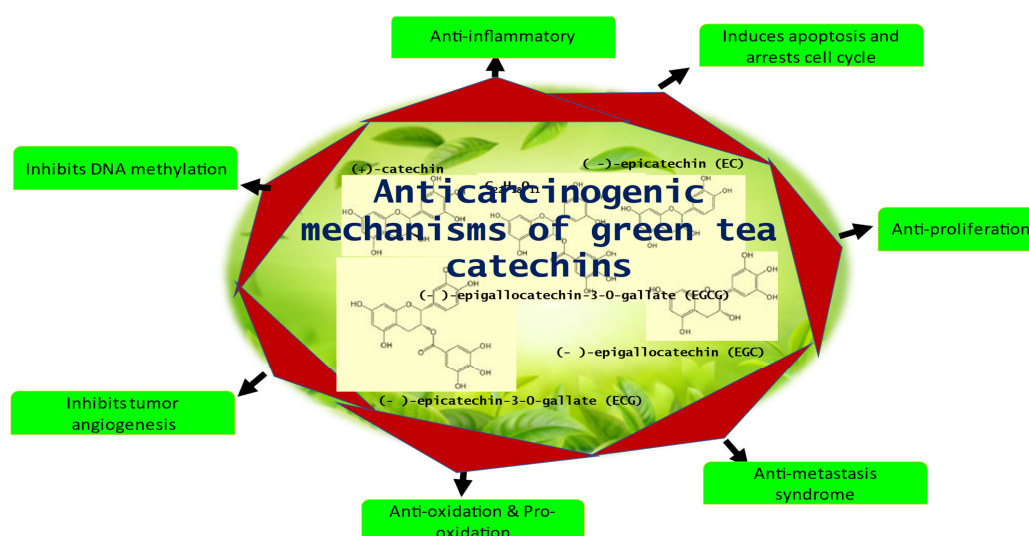 Anti-inflammatory
Induces apoptosis and
arrests cell cycle
Inhibits DNA methylation
(+)-catechin
( -)-epicatechin (EC)
Anticarcinogenic
mechanisms of green tea
catechins
Anti-proliferation
(- )-epigallocatechin-3-O-gallate (EGCG)
(- )-epigallocatechin (EGC)
(- )-epicatechin-3-O-gallate (ECG)
Inhibits tumor
angiogenesis
Anti-metastasis
syndrome
Anti-oxidation & Pro-
oxidation